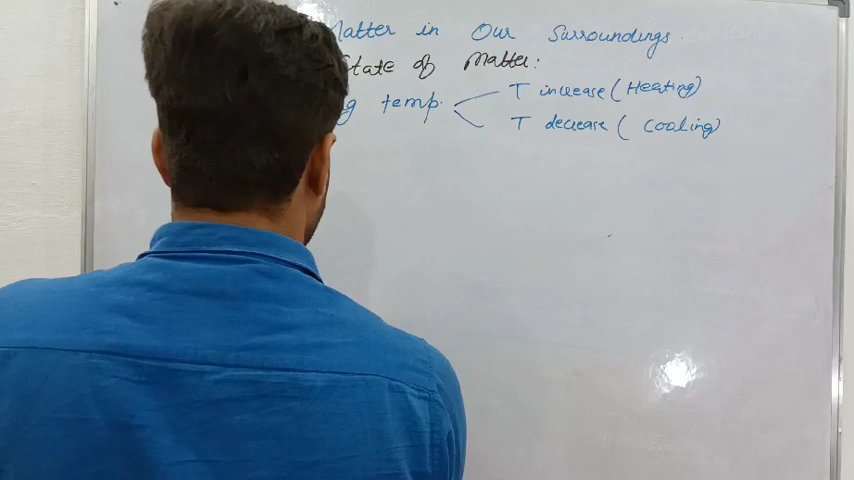 Matter in Our Surroundings
State of Matter:
temp. T increase (Heating)
T decrease ( Cooling)